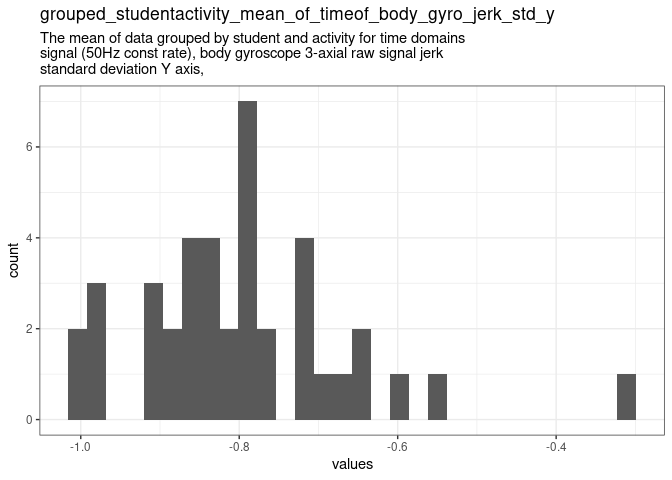 grouped_studentactivity_mean_of_timeof_body_gyro_jerk_std_y
The mean of data grouped by student and activity for time domains
signal (50Hz const rate), body gyroscope 3-axial raw signal jerk
standard deviation Y axis,
6
4
2
0
count
-1.0 -0.8 -0.6 -0.4
values